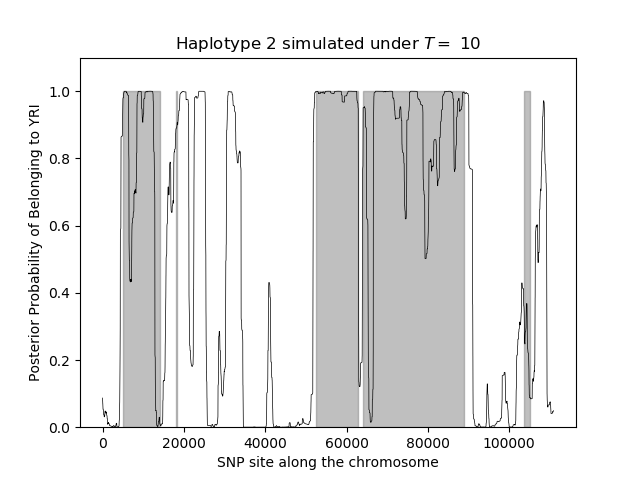 Haplotype 2 simulated under T = 10
Posterior Probability of Belonging to YRI
1.0
0.8
0.6
0.4
0.2
0.0
0 20000 40000 60000 80000 100000
SNP site along the chromosome